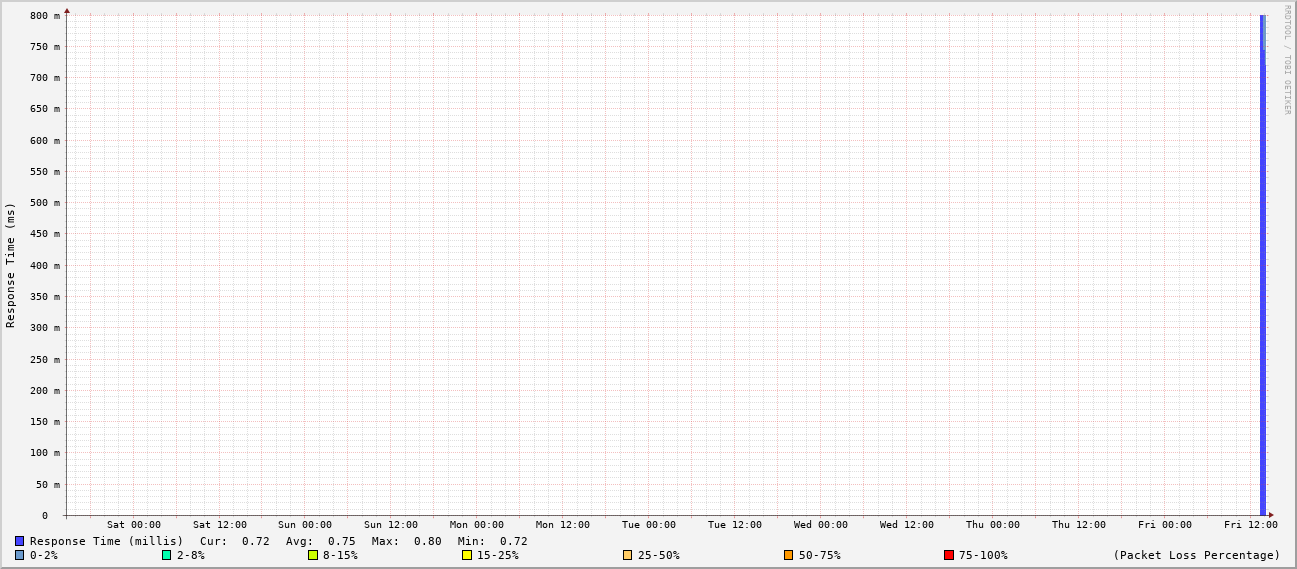 800 m
750 m
700 m
650 m
600 m
550 m
500 m
450 m
400 m
350 m
300 m
250 m
200 m
150 m
100 m
50 m
0
Response Time (ms)
RRDTOOL / TOBI OETIKER
Sat 00:00 Sat 12:00 Sun 00:00 Sun 12:00 Mon 00:00 Mon 12:00 Tue 00:00 Tue 12:00 Wed 00:00 Wed 12:00 Thu 00:00 Thu 12:00 Fri 00:00 Fri 12:00
Response Time (millis) Cur: 0.72 Avg: 0.75 Max: 0.80 Min: 0.72
0-2% 2-8% 8-15% 15-25% 25-50% 50-75% 75-100% (Packet Loss Percentage)